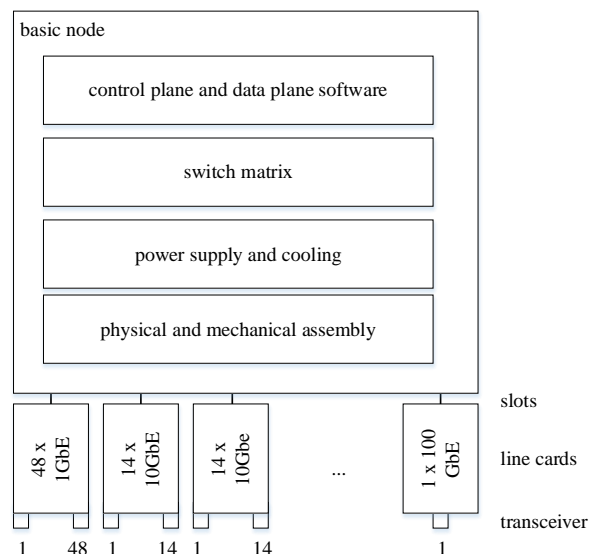 basic node
control plane and data plane software
switch matrix
power supply and cooling
physical and mechanical assembly
slots
48 x
1GbE
14 x
10GbE
14 x
10Gbe
...
1 x 100
GbE
line cards
transceiver
1 48 1 14 1 14 1